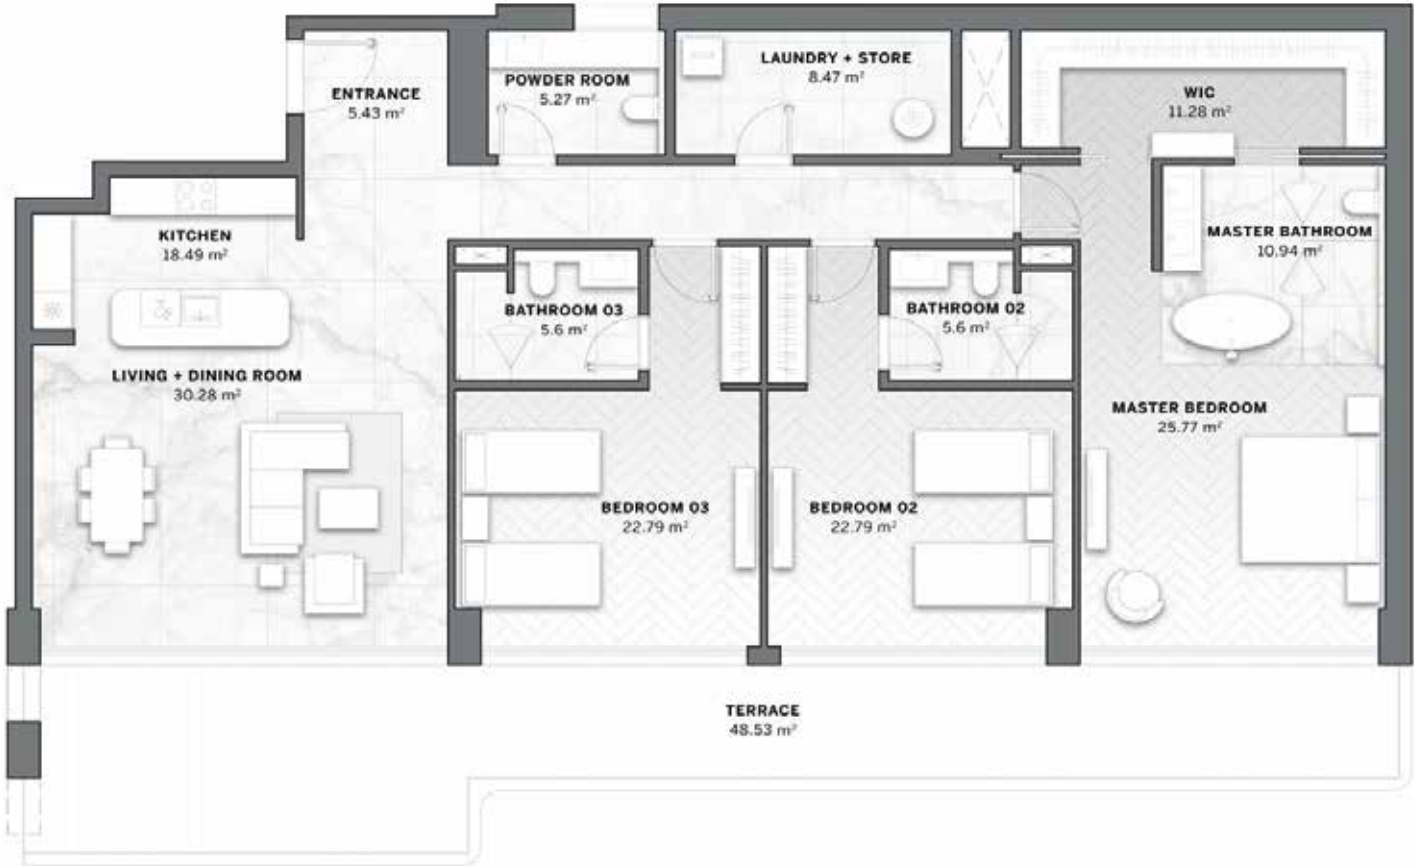 ENTRANCE
5.43 m²
POWDER ROOM
5.27 m²
LAUNDRY + STORE
8.47 m²
WIC
11.28 m²
KITCHEN
18.49 m²
MASTER BATHROOM
10.94 m²
BATHROOM 03
5.6 m²
BATHROOM 02
5.6 m²
LIVING + DINING ROOM
30.28 m²
MASTER BEDROOM
25.77 m²
BEDROOM 03
22.79 m²
BEDROOM 02
22.79 m²
TERRACE
48.53 m²